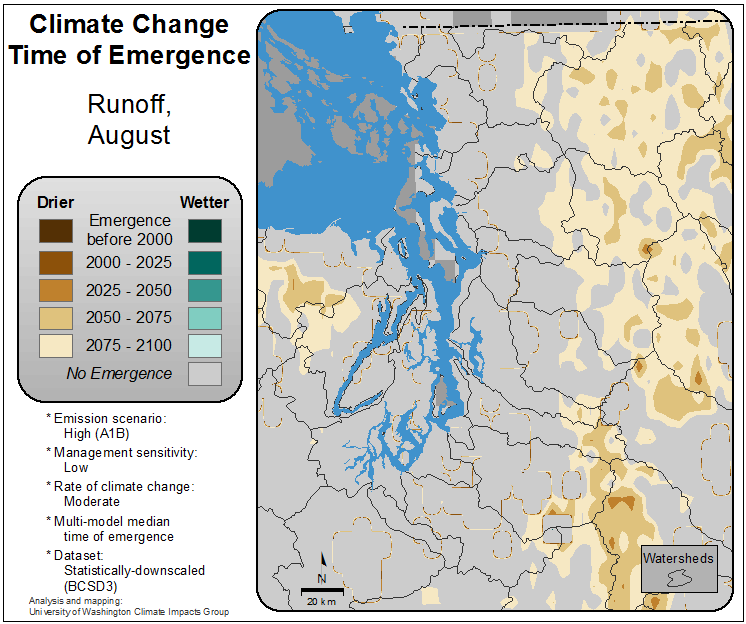 Climate Change
Time of Emergence
Runoff,
August
Drier
Wetter
Emergence
before 2000
2000 - 2025
2025 - 2050
2050 - 2075
2075 - 2100
No Emergence
* Emission scenario:
High (A1B)
* Management sensitivity:
Low
* Rate of climate change:
Moderate
* Multi-model median
time of emergence
* Dataset:
Statistically-downscaled
(BCSD3)
Analysis and mapping:
University of Washington Climate Impacts Group
N
20 km
Watersheds